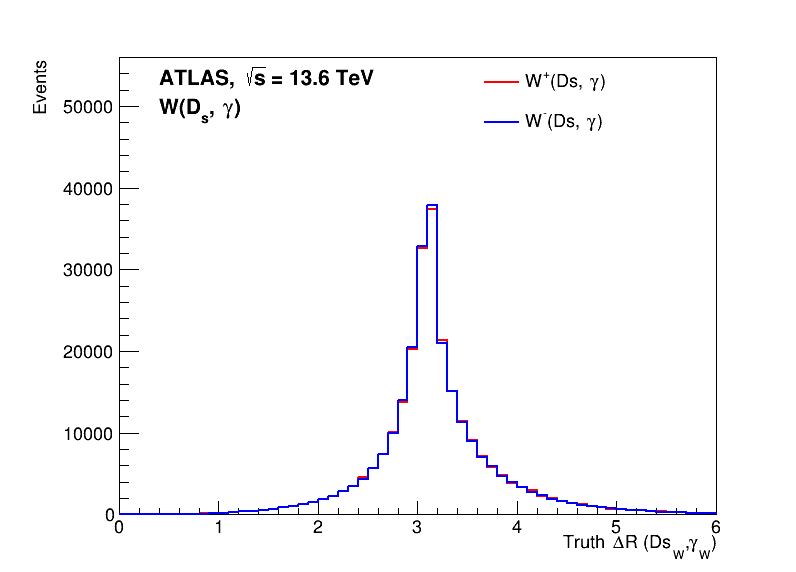 Events
ATLAS, √s = 13.6 TeV
W(Ds, γ)
W+(Ds, γ)
W-(Ds, γ)
50000
40000
30000
20000
10000
0
0 1 2 3 4 5 6
Truth ΔR (DsW,γW)